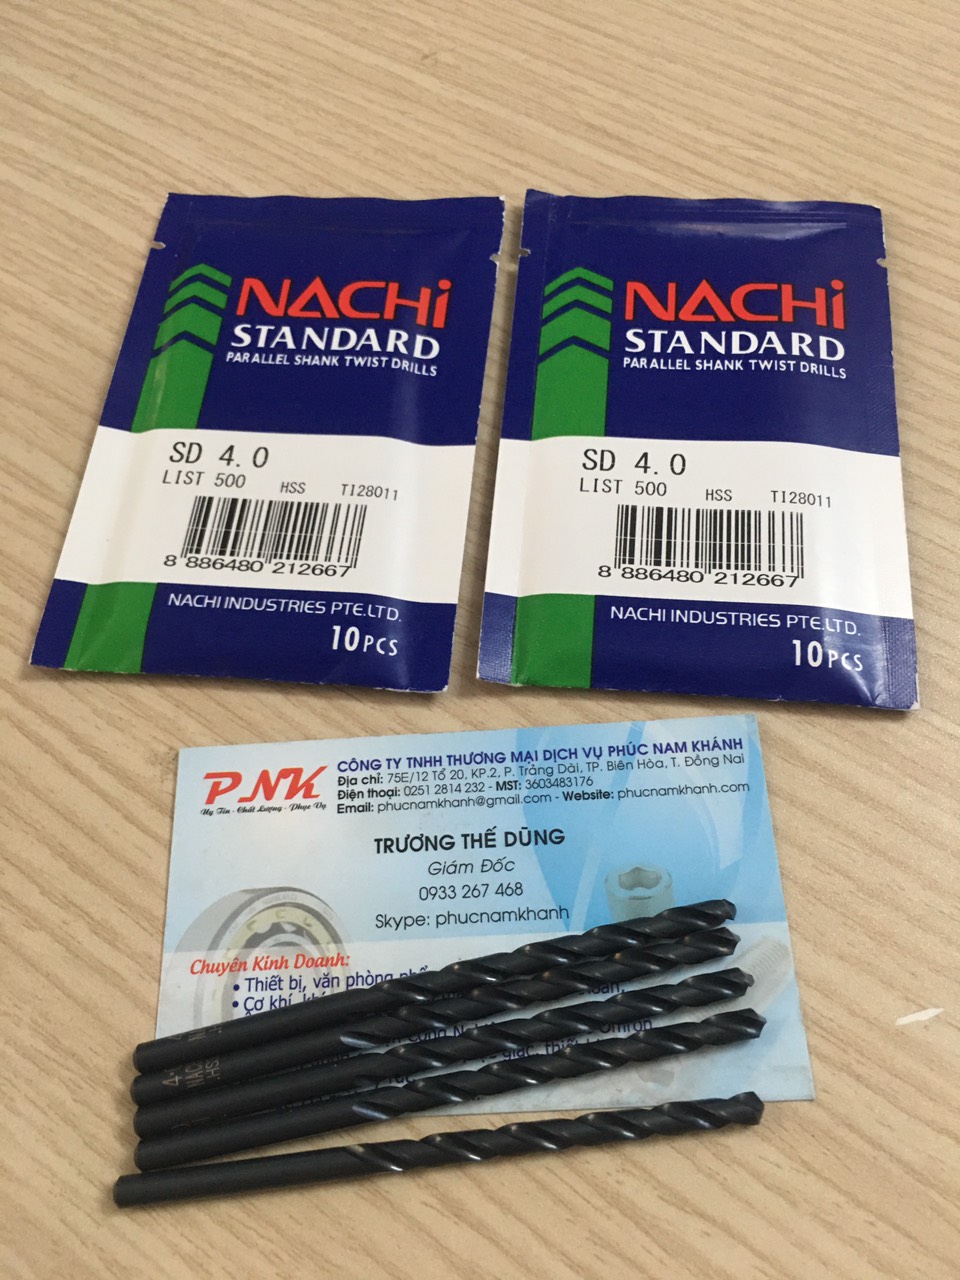 NACHi
STANDARD
PARALLEL SHANK TWIST DRILLS
SD 4.0
LIST 500 HSS TI28011
8 886480 212667
NACHI INDUSTRIES PTE.LTD.
10PCS
NACHi
STANDARD
PARALLEL SHANK TWIST DRILLS
SD 4.0
LIST 500 HSS TI28011
8 886480 212667
NACHI INDUSTRIES PTE.LTD.
10PCS
PNK
Uy Tín - Chất Lượng - Phục Vụ
CÔNG TY TNHH THƯƠNG MẠI DỊCH VỤ PHÚC NAM KHÁNH
Địa chỉ: 75E/12 Tổ 20, KP.2, P. Trảng Dài, TP. Biên Hòa, T. Đồng Nai
Điện thoại: 0251 2814 232 - MST: 3603483176
Email: phucnamkhanh@gmail.com - Website: phucnamkhanh.com
TRƯƠNG THẾ DŨNG
Giám Đốc
0933 267 468
Skype: phucnamkhanh
Chuyên Kinh Doanh:
• Thiết bị, văn phòng
• Cơ khí,
Omron